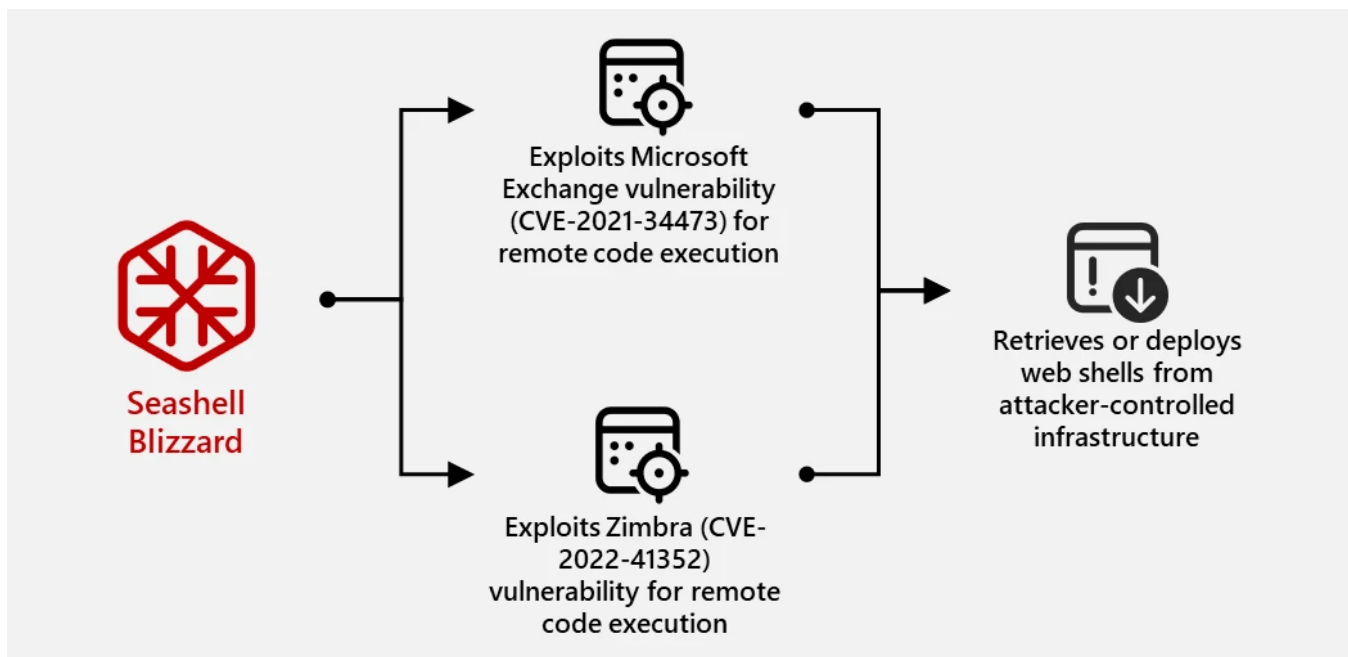 Seashell
Blizzard
Exploits Microsoft
Exchange vulnerability
(CVE-2021-34473) for
remote code execution
Exploits Zimbra (CVE-
2022-41352)
vulnerability for remote
code execution
Retrieves or deploys
web shells from
attacker-controlled
infrastructure